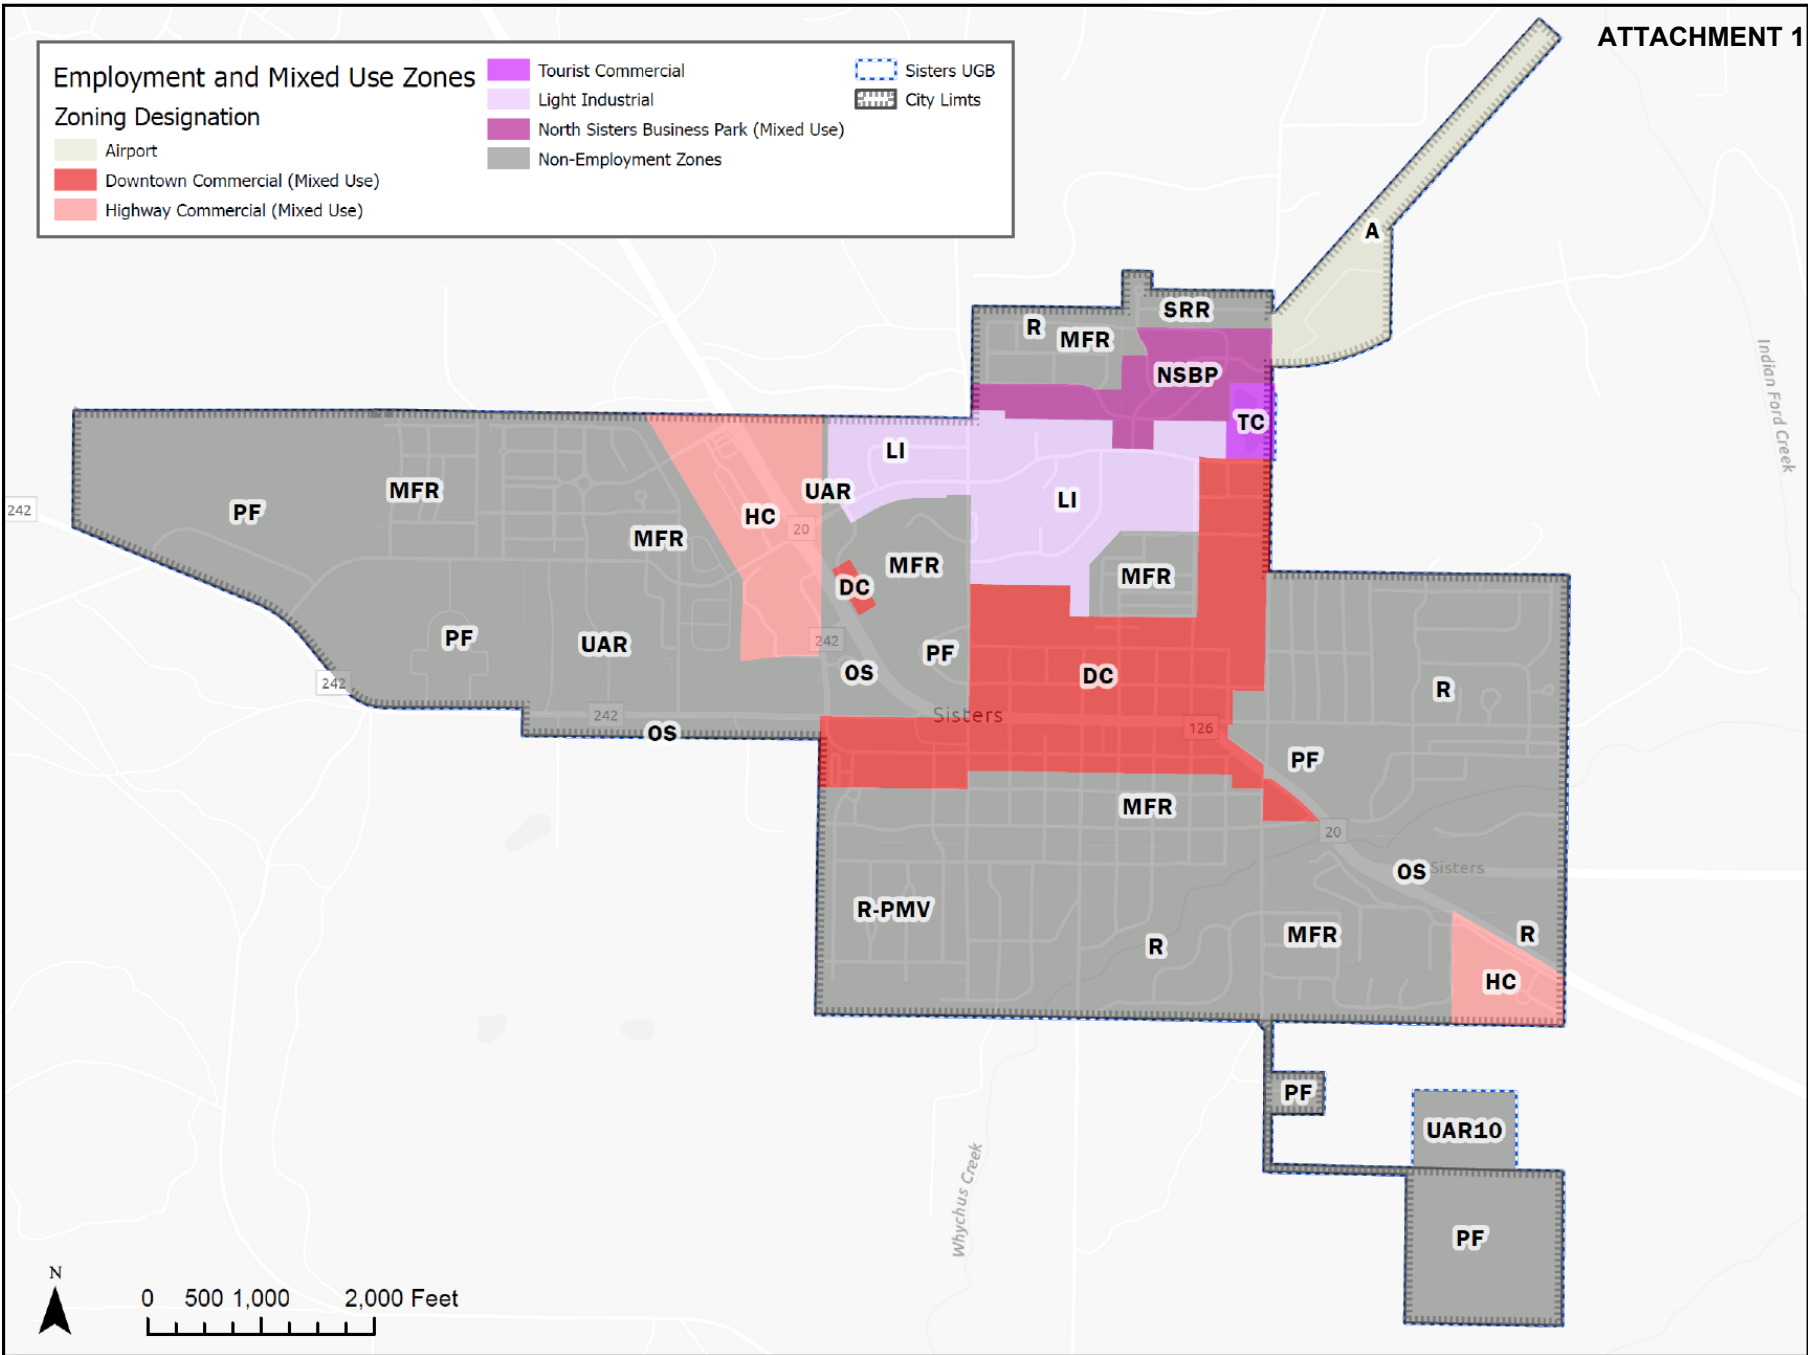 ATTACHMENT 1
Employment and Mixed Use Zones
Zoning Designation
Airport
Downtown Commercial (Mixed Use)
Highway Commercial (Mixed Use)
Tourist Commercial
Light Industrial
North Sisters Business Park (Mixed Use)
Non-Employment Zones
Sisters UGB
City Limts
A
SRR
R
MFR
NSBP
TC
Indian Ford Creek
LI
MFR
UAR
LI
PF
242
HC
20
MFR
MFR
MFR
DC
PF
UAR
242
PF
OS
DC
R
242
242
Sisters
OS
126
PF
MFR
20
OS
Sisters
R-PMV
R
MFR
R
HC
PF
UAR10
Whychus Creek
PF
N
0 500 1,000 2,000 Feet